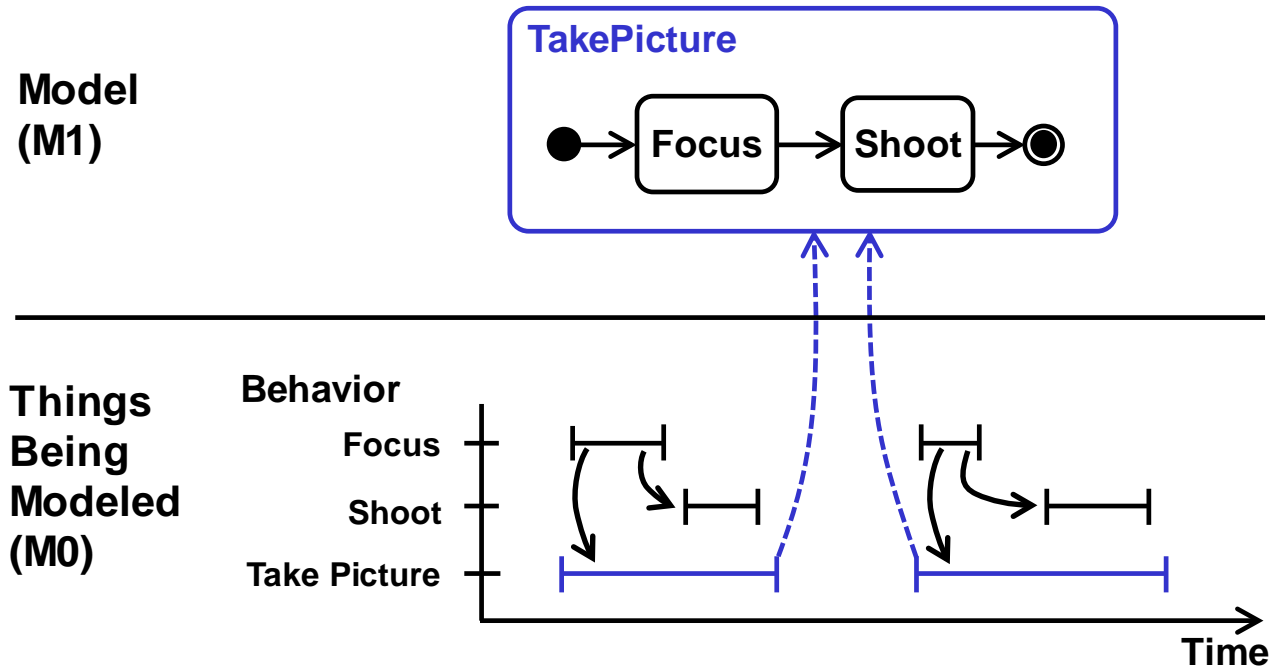 TakePicture
Model
(M1)
Focus
Shoot
Things
Being
Modeled
(M0)
Behavior
Focus
Shoot
Take Picture
Time